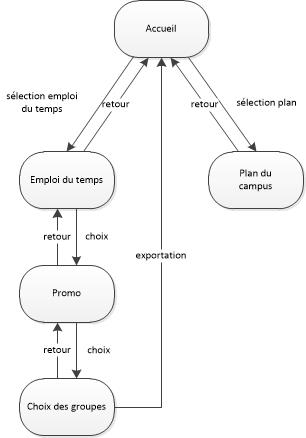 Accueil
sélection emploi
du temps
retour
retour
sélection plan
Emploi du temps
Plan du
campus
retour
choix
exportation
Promo
retour
choix
Choix des groupes